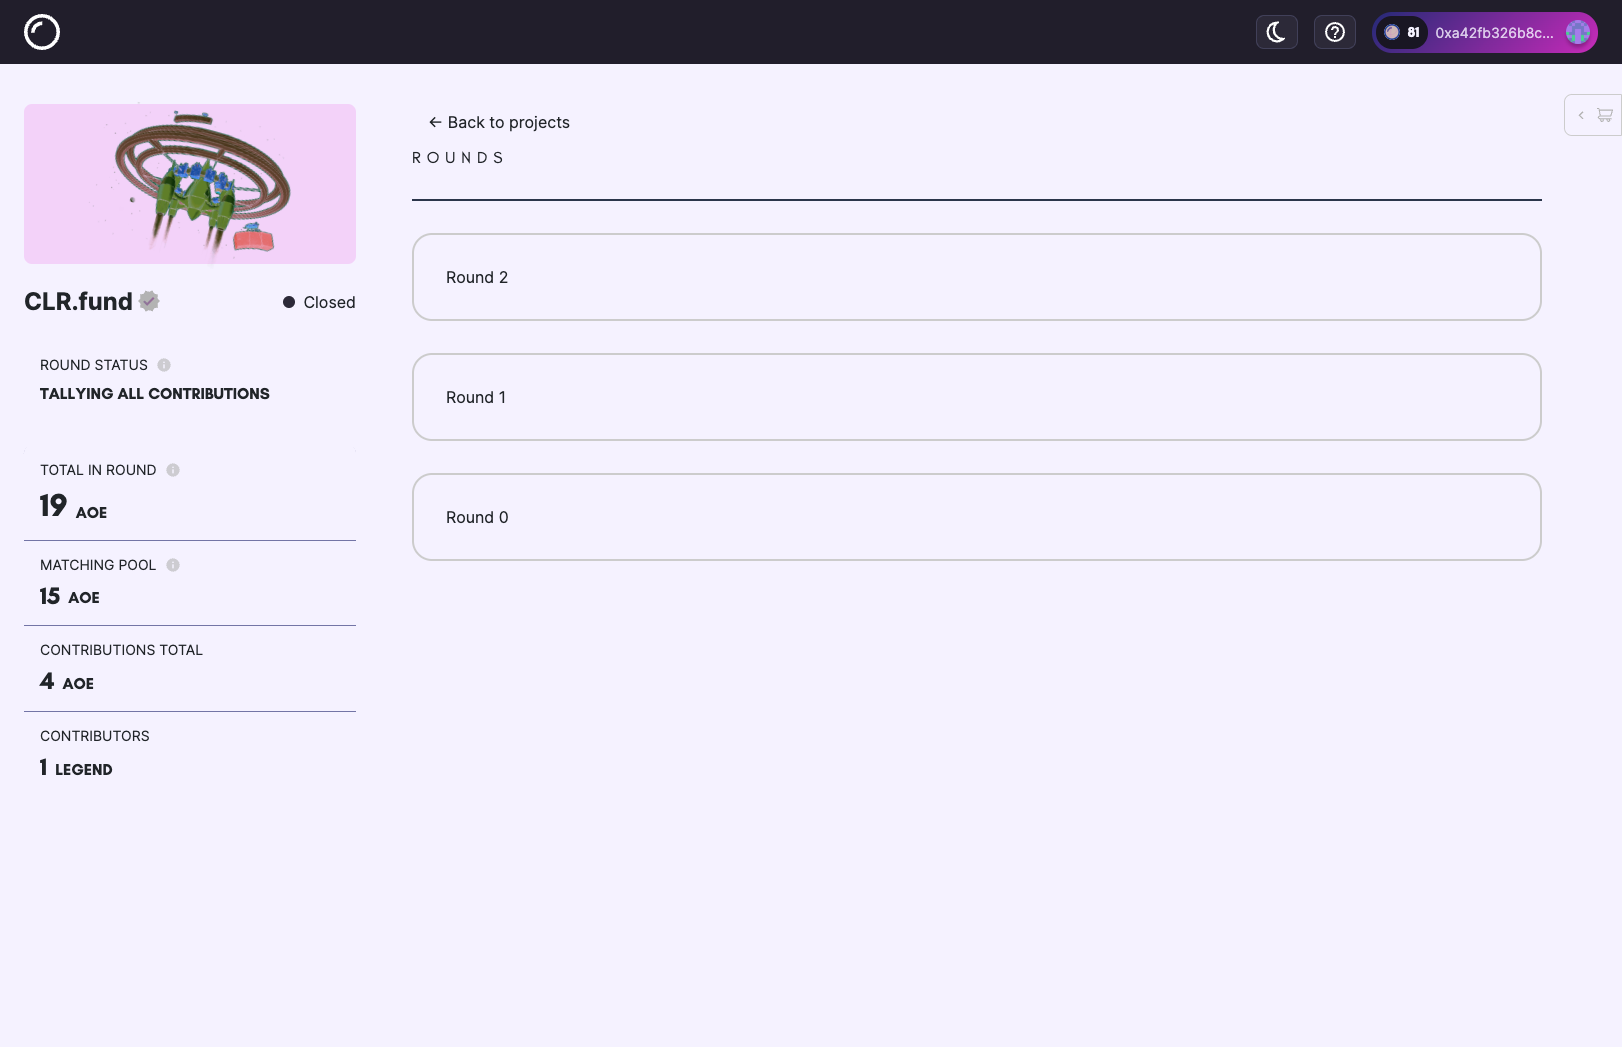 81 0xa42fb326b8c...
← Back to projects
ROUNDS
CLR.fund
Closed
ROUND STATUS
TALLYING ALL CONTRIBUTIONS
TOTAL IN ROUND
19 AOE
MATCHING POOL
15 AOE
CONTRIBUTIONS TOTAL
4 AOE
CONTRIBUTORS
1 LEGEND
Round 2
Round 1
Round 0